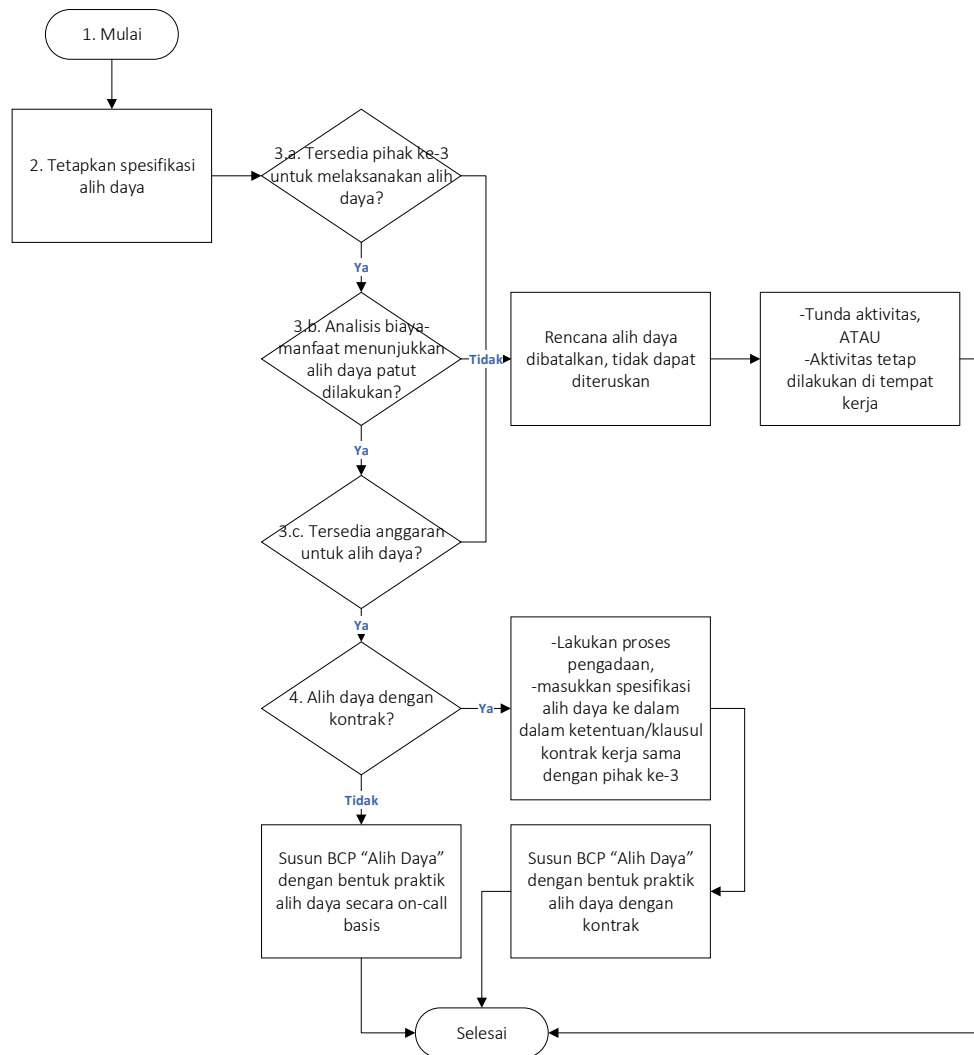 1. Mulai
2. Tetapkan spesifikasi
alih daya
3.a. Tersedia pihak ke-3
untuk melaksanakan alih
daya?
Ya
3.b. Analisis biaya-
manfaat menunjukkan
alih daya patut
dilakukan?
Tidak
Rencana alih daya
dibatalkan, tidak dapat
diteruskan
-Tunda aktivitas,
ATAU
-Aktivitas tetap
dilakukan di tempat
kerja
Ya
3.c. Tersedia anggaran
untuk alih daya?
Ya
4. Alih daya dengan
kontrak?
Ya
-Lakukan proses
pengadaan,
-masukkan spesifikasi
alih daya ke dalam
dalam ketentuan/klausul
kontrak kerja sama
dengan pihak ke-3
Tidak
Susun BCP “Alih Daya”
dengan bentuk praktik
alih daya secara on-call
basis
Susun BCP “Alih Daya”
dengan bentuk praktik
alih daya dengan
kontrak
Selesai